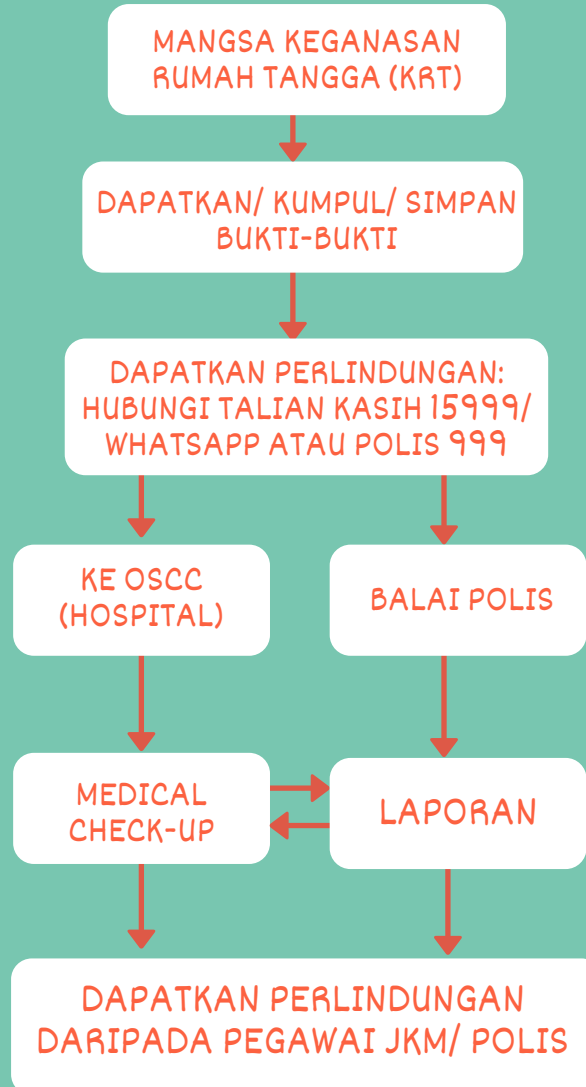 MANGSA KEGANASAN
RUMAH TANGGA (KRT)
DAPATKAN/ KUMPUL/ SIMPAN
BUKTI-BUKTI
DAPATKAN PERLINDUNGAN:
HUBUNGI TALIAN KASIH 15999/
WHATSAPP ATAU POLIS 999
KE OSCC
(HOSPITAL)
BALAI POLIS
MEDICAL
CHECK-UP
LAPORAN
DAPATKAN PERLINDUNGAN
DARIPADA PEGAWAI JKM/ POLIS